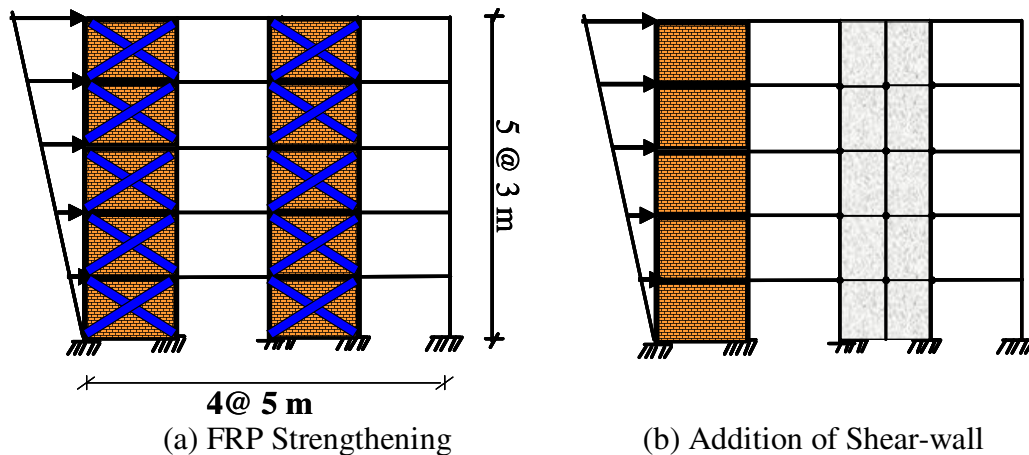 5 @ 3 m
4@ 5 m
(a) FRP Strengthening
(b) Addition of Shear-wall